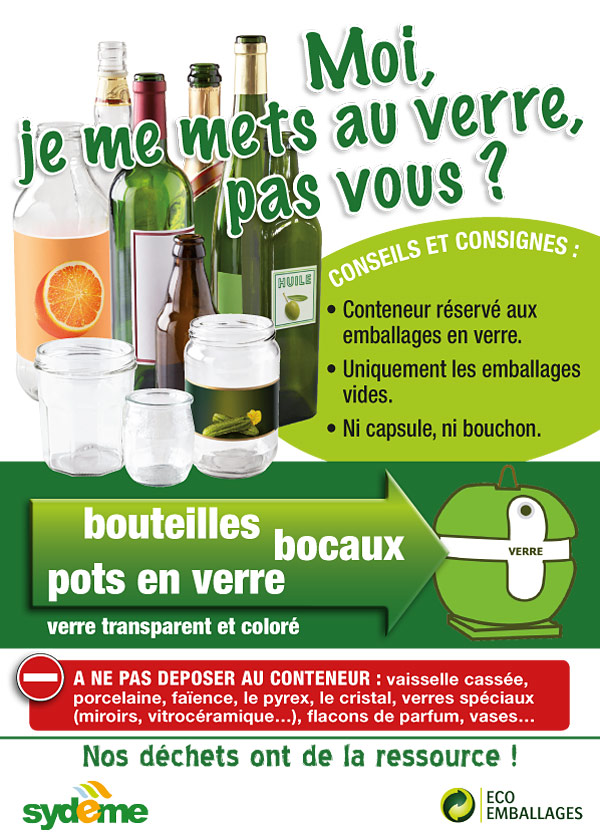 Moi,
je me mets au verre,
pas vous ?
HUILE
CONSEILS ET CONSIGNES :
• Conteneur réservé aux
emballages en verre.
• Uniquement les emballages
vides.
• Ni capsule, ni bouchon.
bouteilles
bocaux
pots en verre
verre transparent et coloré
VERRE
A NE PAS DEPOSER AU CONTENEUR : vaisselle cassée,
porcelaine, faïence, le pyrex, le cristal, verres spéciaux
(miroirs, vitrocéramique...), flacons de parfum, vases...
Nos déchets ont de la ressource !
sydeme
ECO
EMBALLAGES